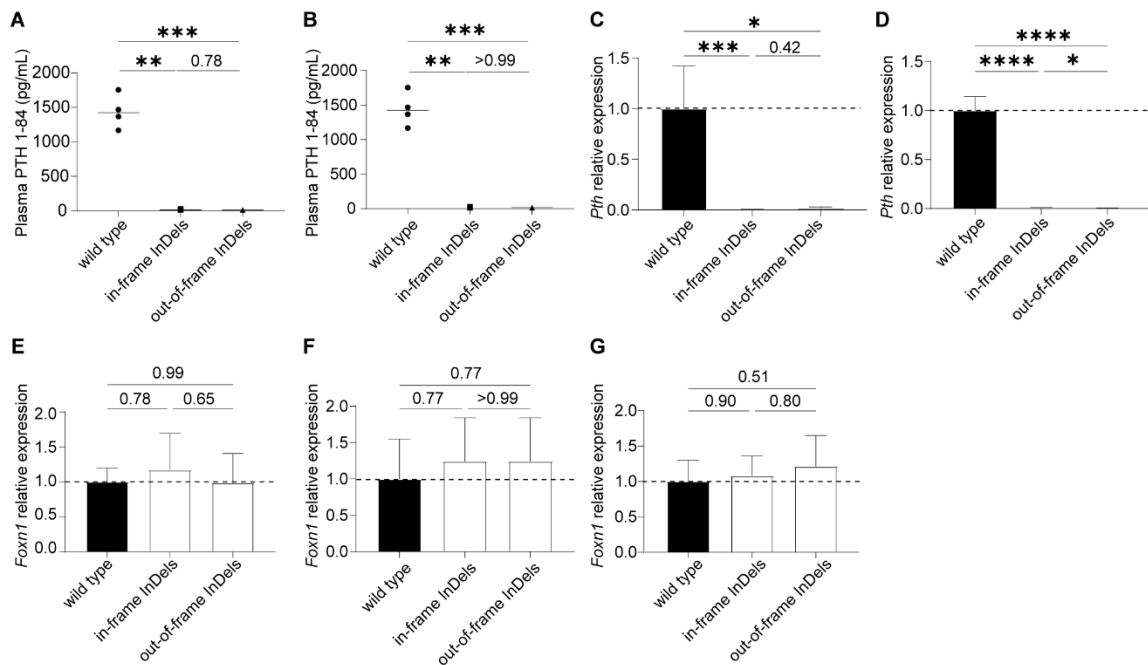 A
Plasma PTH 1-84 (pg/mL)
***
** 0.78
2000
1500
1000
500
0
wild type
in-frame InDels
out-of-frame InDels
B
Plasma PTH 1-84 (pg/mL)
***
** >0.99
2000
1500
1000
500
0
wild type
in-frame InDels
out-of-frame InDels
C
Pth relative expression
*
*** 0.42
1.5
1.0
0.5
0.0
wild type
in-frame InDels
out-of-frame InDels
D
Pth relative expression
****
**** *
1.5
1.0
0.5
0.0
wild type
in-frame InDels
out-of-frame InDels
E
Foxn1 relative expression
0.99
0.78 0.65
2.0
1.5
1.0
0.5
0.0
wild type
in-frame InDels
out-of-frame InDels
F
Foxn1 relative expression
0.77
0.77 >0.99
2.0
1.5
1.0
0.5
0.0
wild type
in-frame InDels
out-of-frame InDels
G
Foxn1 relative expression
0.51
0.90 0.80
2.0
1.5
1.0
0.5
0.0
wild type
in-frame InDels
out-of-frame InDels